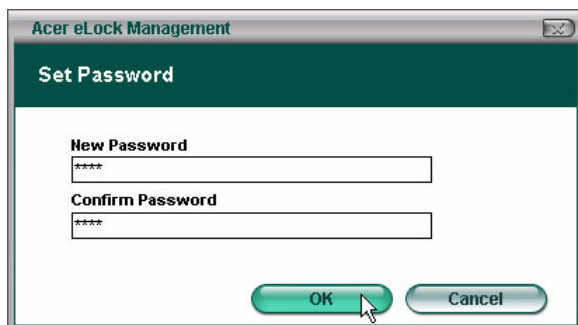 Acer eLock Management
Set Password
New Password
****
Confirm Password
****
OK Cancel